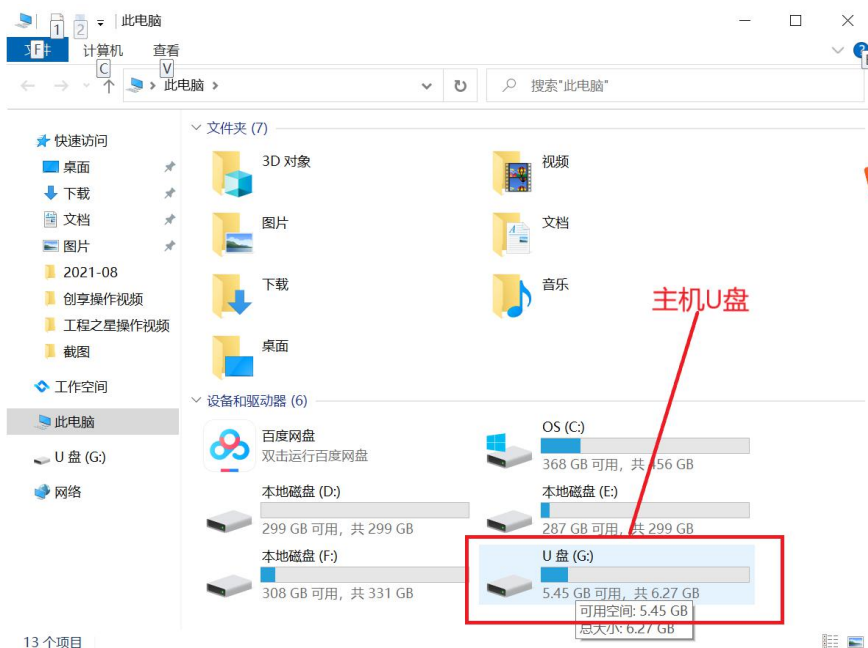 此电脑
1
2
文件
F
计算机
C
查看
V
此电脑
搜索"此电脑"
快速访问
桌面
下载
文档
图片
2021-08
创享操作视频
工程之星操作视频
截图
工作空间
此电脑
U 盘 (G:)
网络
文件夹 (7)
3D 对象
视频
图片
文档
下载
音乐
桌面
主机U盘
设备和驱动器 (6)
百度网盘
双击运行百度网盘
OS (C:)
368 GB 可用，共 456 GB
本地磁盘 (D:)
299 GB 可用，共 299 GB
本地磁盘 (E:)
287 GB 可用，共 299 GB
本地磁盘 (F:)
308 GB 可用，共 331 GB
U 盘 (G:)
5.45 GB 可用，共 6.27 GB
可用空间: 5.45 GB
总大小: 6.27 GB
13 个项目